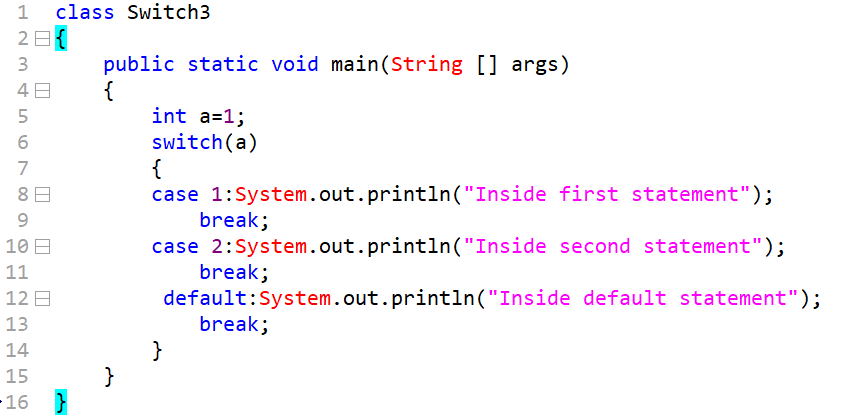 1 class Switch3
2 {
3 public static void main(String [] args)
4 {
5 int a=1;
6 switch(a)
7 {
8 case 1:System.out.println("Inside first statement");
9 break;
10 case 2:System.out.println("Inside second statement");
11 break;
12 default:System.out.println("Inside default statement");
13 break;
14 }
15 }
16 }